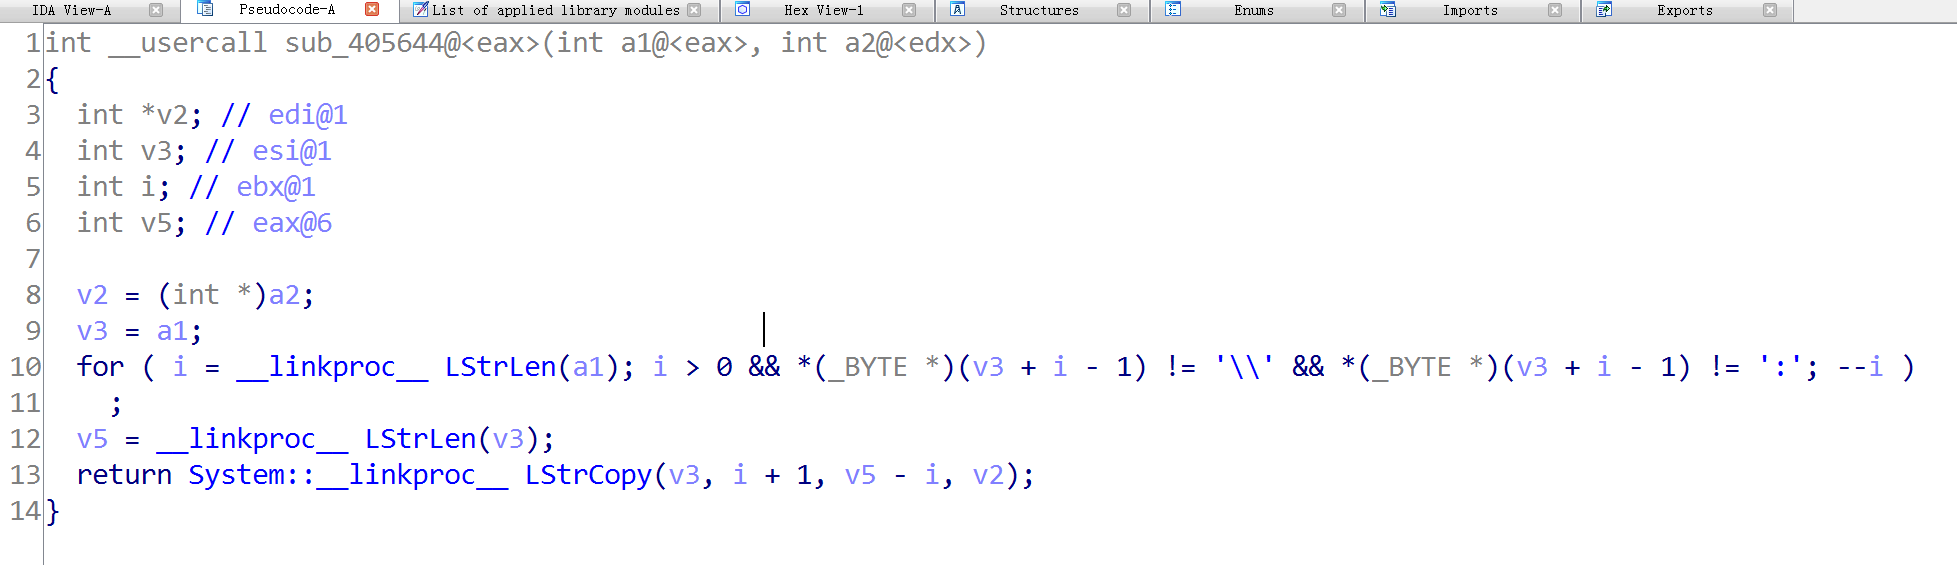 IDA View-A Pseudocode-A List of applied library modules Hex View-1 Structures Enums Imports Exports
1 int __usercall sub_405644@<eax>(int a1@<eax>, int a2@<edx>)
2 {
3   int *v2; // edi@1
4   int v3; // esi@1
5   int i; // ebx@1
6   int v5; // eax@6
7
8   v2 = (int *)a2;
9   v3 = a1;
10   for ( i = __linkproc__ LStrLen(a1); i > 0 && *(_BYTE *)(v3 + i - 1) != '\\' && *(_BYTE *)(v3 + i - 1) != ':'; --i )
11     ;
12   v5 = __linkproc__ LStrLen(v3);
13   return System::__linkproc__ LStrCopy(v3, i + 1, v5 - i, v2);
14 }